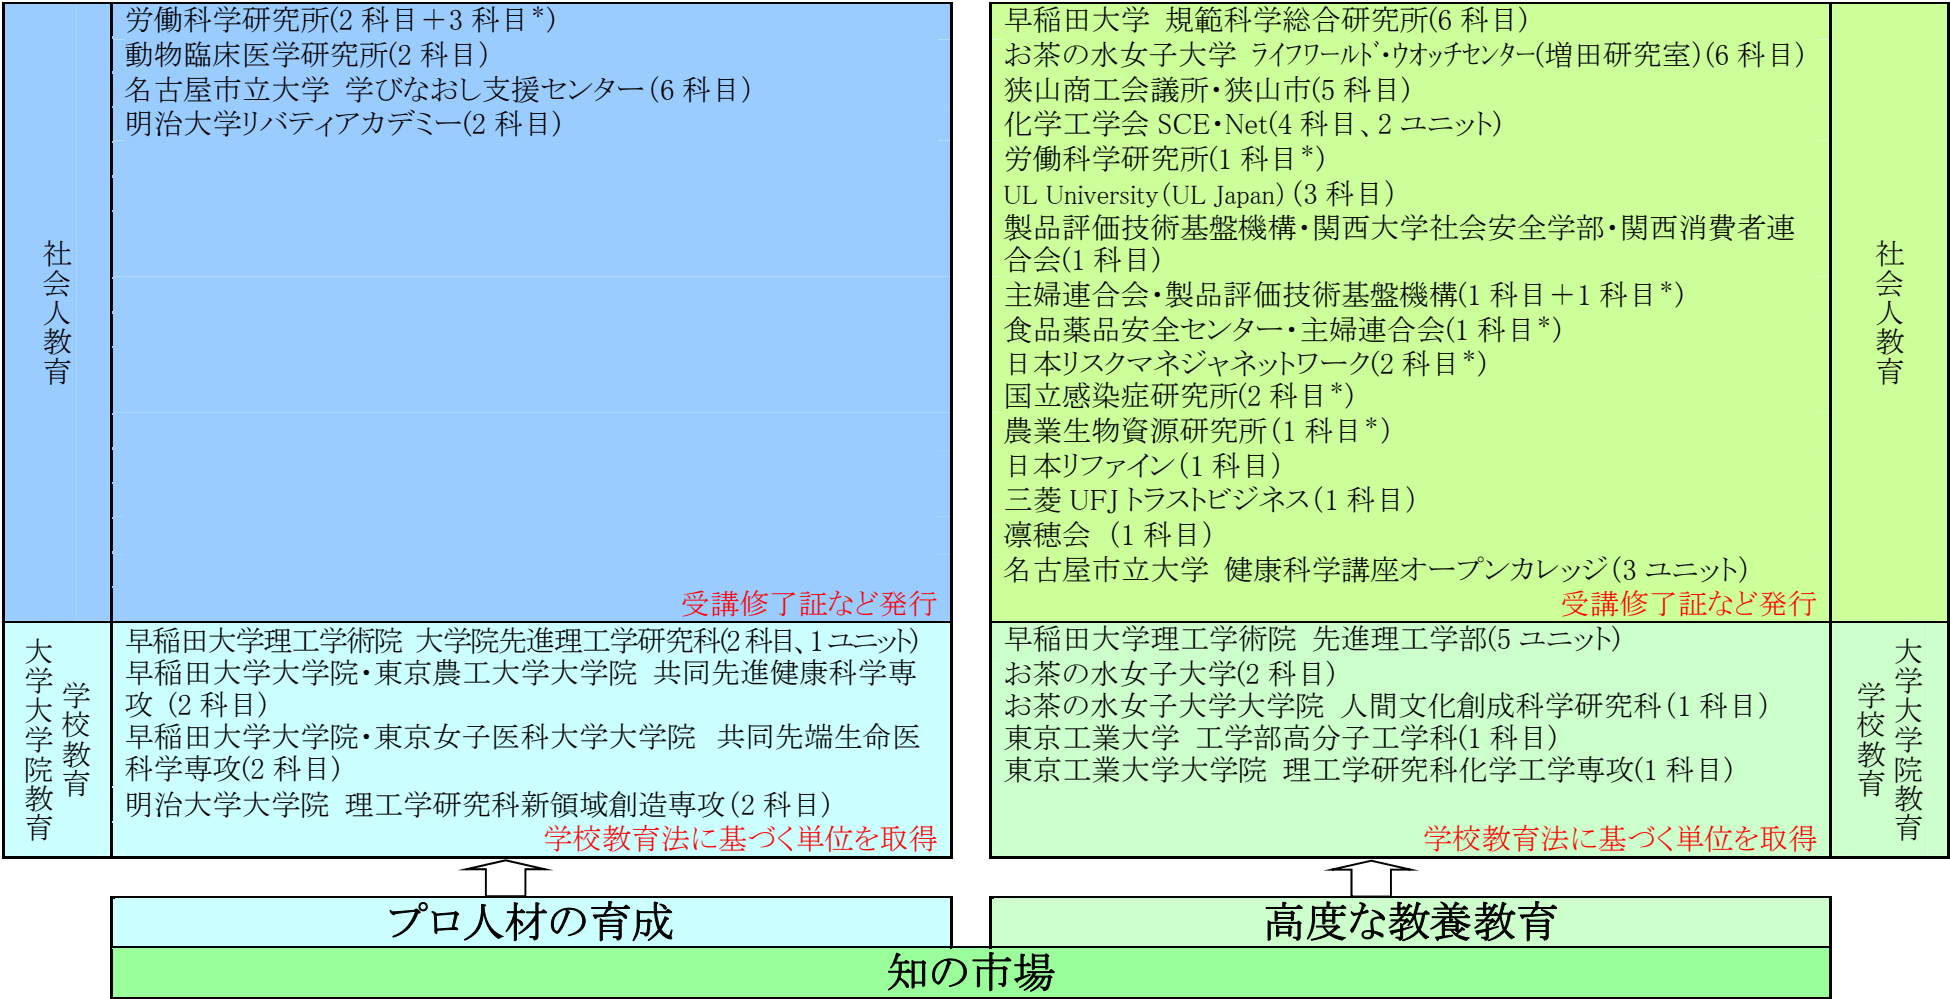 社会人教育
労働科学研究所(2 科目＋3 科目*)
動物臨床医学研究所(2 科目)
名古屋市立大学 学びなおし支援センター(6 科目)
明治大学リバティアカデミー(2 科目)
受講修了証など発行
大学大学院教育
学校教育
早稲田大学理工学術院 大学院先進理工学研究科(2 科目、1 ユニット)
早稲田大学大学院・東京農工大学大学院 共同先進健康科学専
攻 (2 科目)
早稲田大学大学院・東京女子医科大学大学院 共同先端生命医
科学専攻(2 科目)
明治大学大学院 理工学研究科新領域創造専攻(2 科目)
学校教育法に基づく単位を取得
早稲田大学 規範科学総合研究所(6 科目)
お茶の水女子大学 ライフワールド・ウオッチセンター(増田研究室)(6 科目)
狭山商工会議所・狭山市(5 科目)
化学工学会 SCE・Net(4 科目、2 ユニット)
労働科学研究所(1 科目*)
UL University(UL Japan) (3 科目)
製品評価技術基盤機構・関西大学社会安全学部・関西消費者連
合会(1 科目)
主婦連合会・製品評価技術基盤機構(1 科目＋1 科目*)
食品薬品安全センター・主婦連合会(1 科目*)
日本リスクマネジャネットワーク(2 科目*)
国立感染症研究所(2 科目*)
農業生物資源研究所(1 科目*)
日本リファイン(1 科目)
三菱 UFJ トラストビジネス(1 科目)
凛穂会 (1 科目)
名古屋市立大学 健康科学講座オープンカレッジ(3 ユニット)
受講修了証など発行
社会人教育
早稲田大学理工学術院 先進理工学部(5 ユニット)
お茶の水女子大学(2 科目)
お茶の水女子大学大学院 人間文化創成科学研究科(1 科目)
東京工業大学 工学部高分子工学科(1 科目)
東京工業大学大学院 理工学研究科化学工学専攻(1 科目)
学校教育法に基づく単位を取得
大学大学院教育
学校教育
プロ人材の育成
高度な教養教育
知の市場